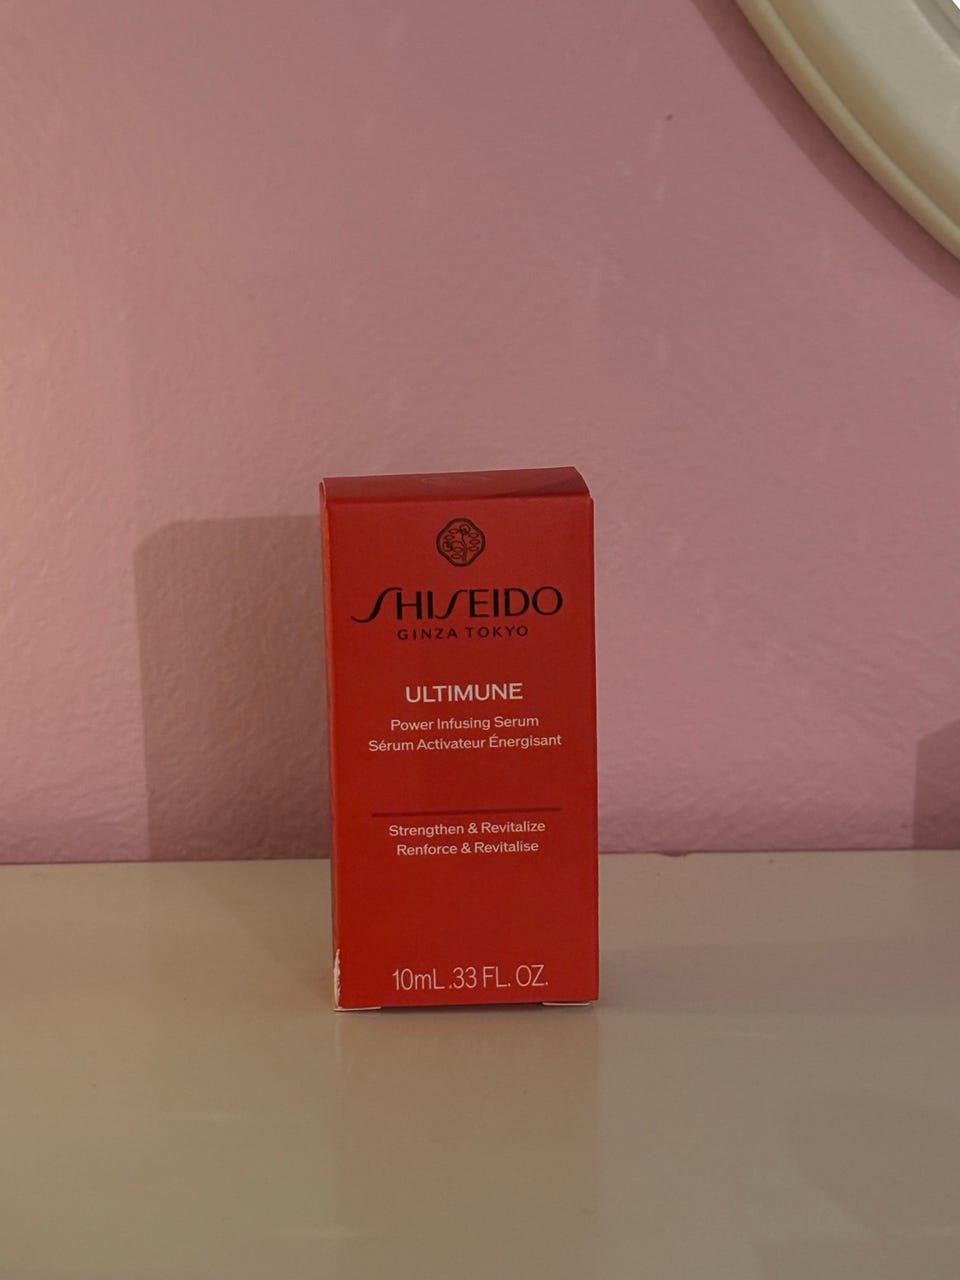 SHISEIDO
GINZA TOKYO
ULTIMUNE
Power Infusing Serum
Sérum Activateur Énergisant
Strengthen & Revitalize
Renforce & Revitalise
10mL .33 FL. OZ.